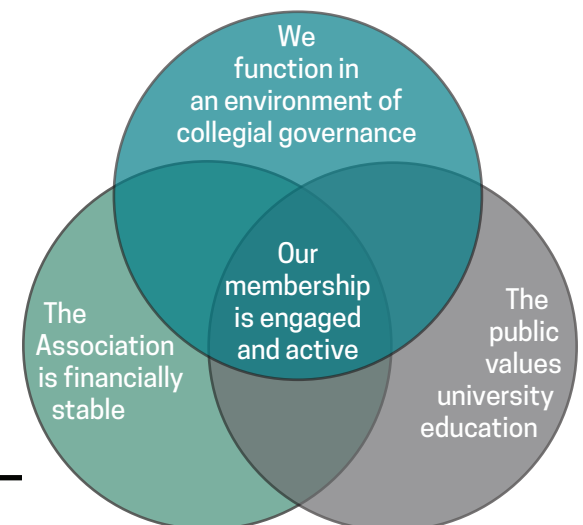 We
function in
an environment of
collegial governance
Our
membership
is engaged
and active
The
Association
is financially
stable
The
public
values
university
education